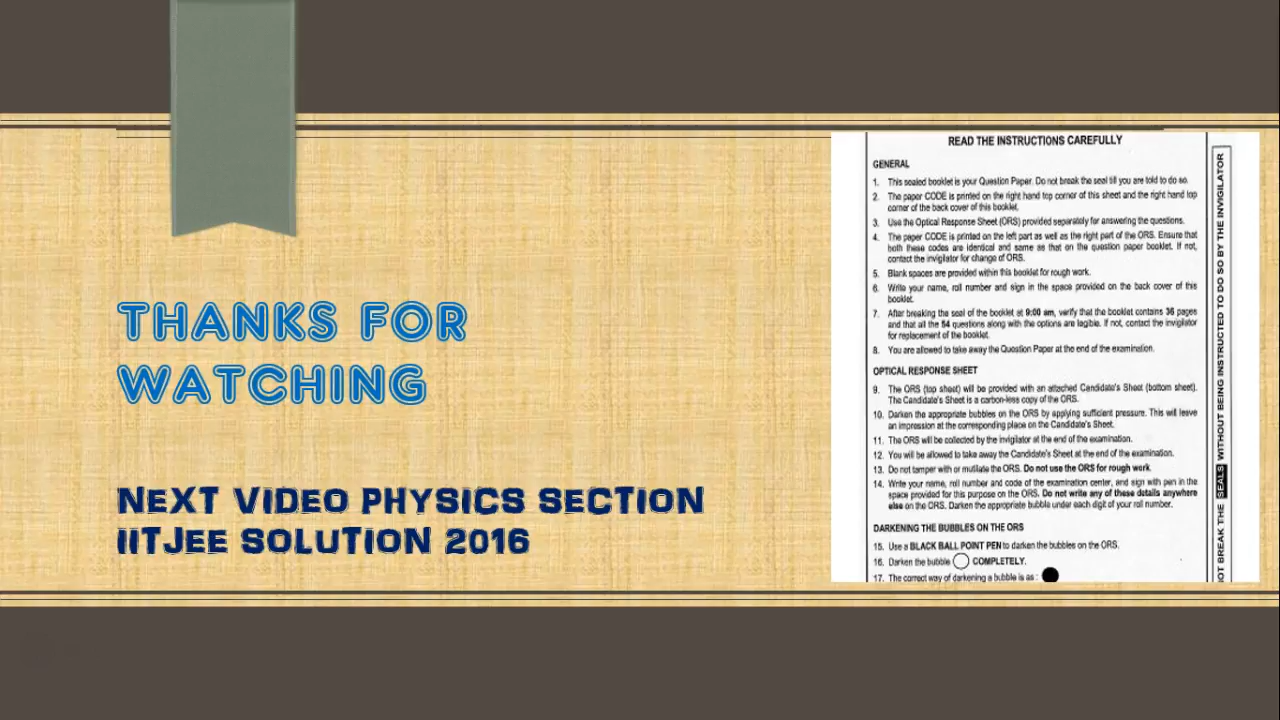 THANKS FOR
WATCHING
NEXT VIDEO PHYSICS SECTION
IITJEE SOLUTION 2016
READ THE INSTRUCTIONS CAREFULLY
GENERAL
1. This sealed booklet is your Question Paper. Do not break the seal till you are told to do so.
2. The paper CODE is printed on the right hand top corner of this sheet and the right hand top
corner of the back cover of this booklet.
3. Use the Optical Response Sheet (ORS) provided separately for answering the questions.
4. The paper CODE is printed on the left part as well as the right part of the ORS. Ensure that
both these codes are identical and same as that on the question paper booklet. If not,
contact the invigilator for change of ORS.
5. Blank spaces are provided within this booklet for rough work.
6. Write your name, roll number and sign in the space provided on the back cover of this
booklet.
7. After breaking the seal of the booklet at 9:00 am, verify that the booklet contains 36 pages
and that all the 54 questions along with the options are legible. If not, contact the invigilator
for replacement of the booklet.
8. You are allowed to take away the Question Paper at the end of the examination.
OPTICAL RESPONSE SHEET
9. The ORS (top sheet) will be provided with an attached Candidate's Sheet (bottom sheet).
The Candidate's Sheet is a carbon-less copy of the ORS.
10. Darken the appropriate bubbles on the ORS by applying sufficient pressure. This will leave
an impression at the corresponding place on the Candidate's Sheet.
11. The ORS will be collected by the invigilator at the end of the examination.
12. You will be allowed to take away the Candidate's Sheet at the end of the examination.
13. Do not tamper with or mutilate the ORS. Do not use the ORS for rough work.
14. Write your name, roll number and code of the examination center, and sign with pen in the
space provided for this purpose on the ORS. Do not write any of these details anywhere
else on the ORS. Darken the appropriate bubble under each digit of your roll number.
DARKENING THE BUBBLES ON THE ORS
15. Use a BLACK BALL POINT PEN to darken the bubbles on the ORS.
16. Darken the bubble COMPLETELY.
17. The correct way of darkening a bubble is as :
OT BREAK THE SEALS WITHOUT BEING INSTRUCTED TO DO SO BY THE INVIGILATOR